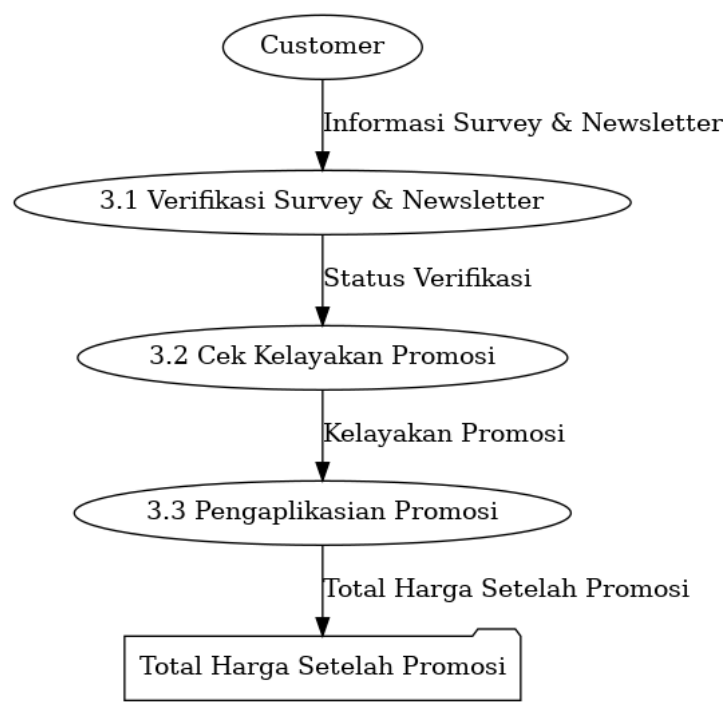 Customer
Informasi Survey & Newsletter
3.1 Verifikasi Survey & Newsletter
Status Verifikasi
3.2 Cek Kelayakan Promosi
Kelayakan Promosi
3.3 Pengaplikasian Promosi
Total Harga Setelah Promosi
Total Harga Setelah Promosi